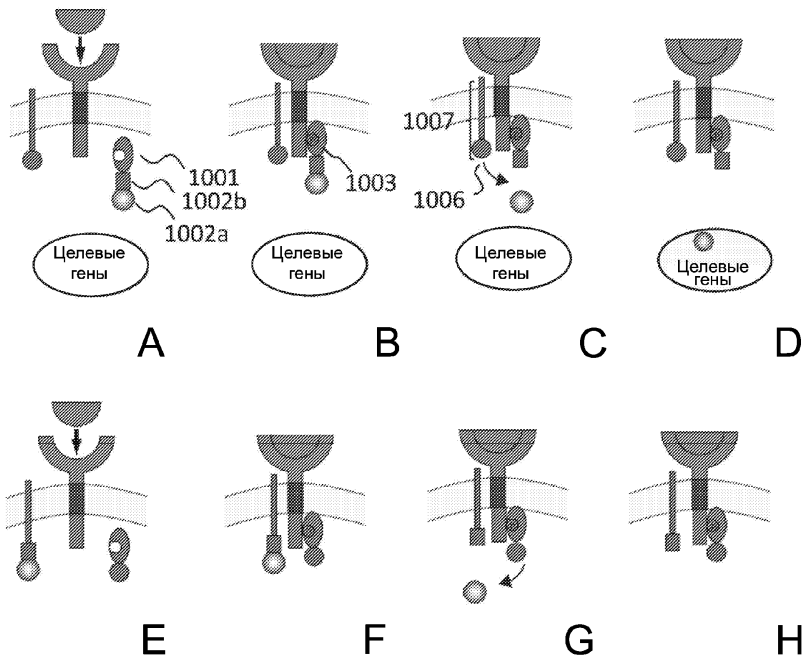 1001
1002b
1002a
1003
1007
1006
Целевые
гены
Целевые
гены
Целевые
гены
Целевые
гены
A
B
C
D
E
F
G
H